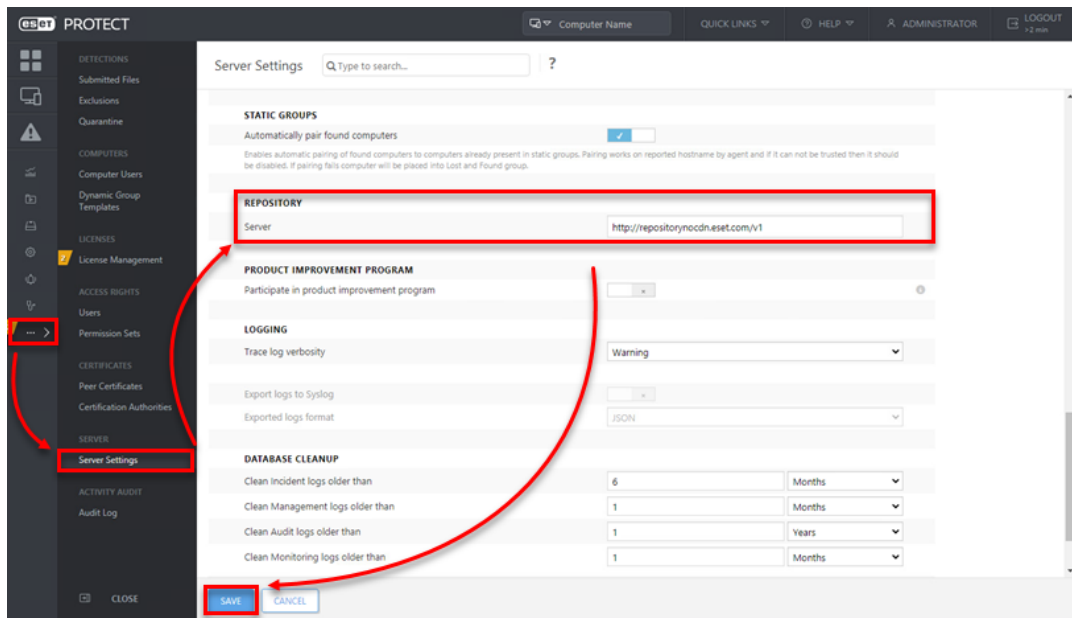 eset PROTECT
Computer Name
QUICK LINKS
HELP
ADMINISTRATOR
LOGOUT
>2 min
DETECTIONS
Submitted Files
Exclusions
Quarantine
COMPUTERS
Computer Users
Dynamic Group
Templates
LICENSES
License Management
ACCESS RIGHTS
Users
Permission Sets
CERTIFICATES
Peer Certificates
Certification Authorities
SERVER
Server Settings
ACTIVITY AUDIT
Audit Log
CLOSE
Server Settings
Type to search...
?
STATIC GROUPS
Automatically pair found computers
Enables automatic pairing of found computers to computers already present in static groups. Pairing works on reported hostname by agent and if it can not be trusted then it should
be disabled. If pairing fails computer will be placed into Lost and Found group.
REPOSITORY
Server http://repositorynocdn.eset.com/v1
PRODUCT IMPROVEMENT PROGRAM
Participate in product improvement program
LOGGING
Trace log verbosity Warning
Export logs to Syslog
Exported logs format JSON
DATABASE CLEANUP
Clean Incident logs older than 6 Months
Clean Management logs older than 1 Months
Clean Audit logs older than 1 Years
Clean Monitoring logs older than 1 Months
SAVE CANCEL